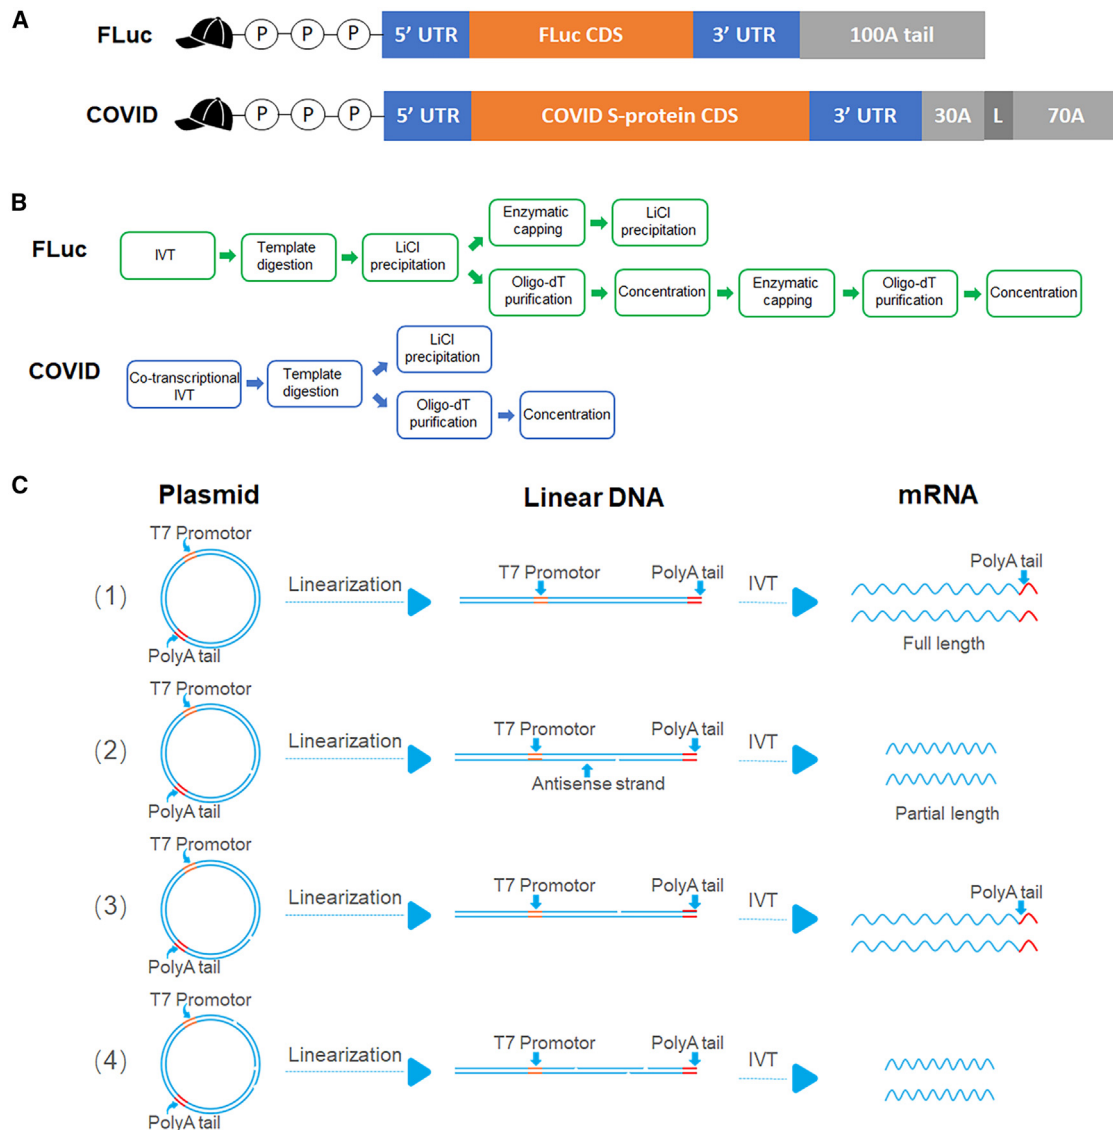 A
FLuc
P P P
5’ UTR
FLuc CDS
3’ UTR
100A tail
COVID
P P P
5’ UTR
COVID S-protein CDS
3’ UTR
30A
L
70A
B
FLuc
IVT
Template
digestion
LiCl
precipitation
Enzymatic
capping
LiCl
precipitation
Oligo-dT
purification
Concentration
Enzymatic
capping
Oligo-dT
purification
Concentration
COVID
Co-transcriptional
IVT
Template
digestion
LiCl
precipitation
Oligo-dT
purification
Concentration
C
Plasmid
Linear DNA
mRNA
(1)
T7 Promotor
PolyA tail
Linearization
T7 Promotor
PolyA tail
IVT
PolyA tail
Full length
(2)
T7 Promotor
PolyA tail
Linearization
T7 Promotor
PolyA tail
Antisense strand
IVT
Partial length
(3)
T7 Promotor
PolyA tail
Linearization
T7 Promotor
PolyA tail
IVT
PolyA tail
(4)
T7 Promotor
PolyA tail
Linearization
T7 Promotor
PolyA tail
IVT